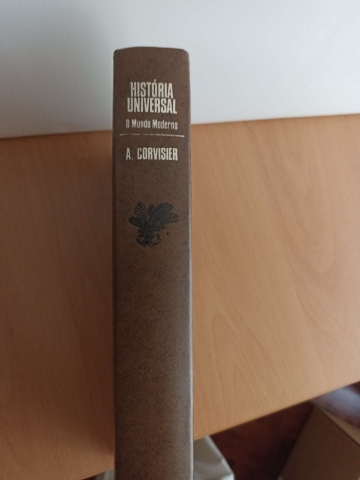 HISTÓRIA
UNIVERSAL
O Mundo Moderno
A. CORVISIER